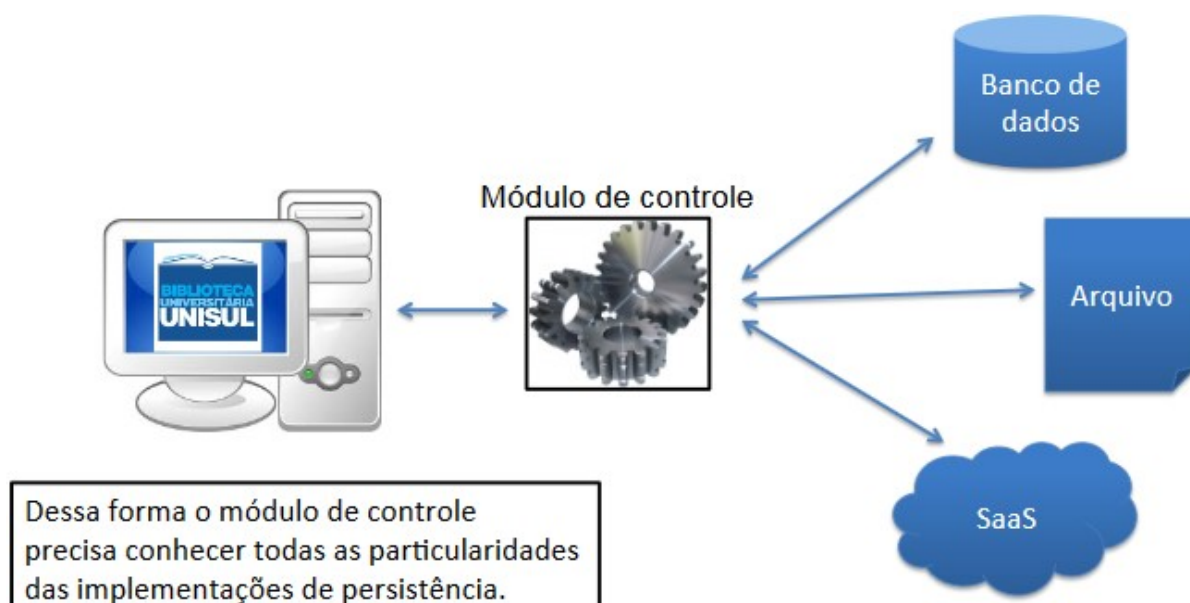 Banco de
dados
Módulo de controle
BIBLIOTECA
UNIVERSITÁRIA
UNISUL
Arquivo
SaaS
Dessa forma o módulo de controle
precisa conhecer todas as particularidades
das implementações de persistência.